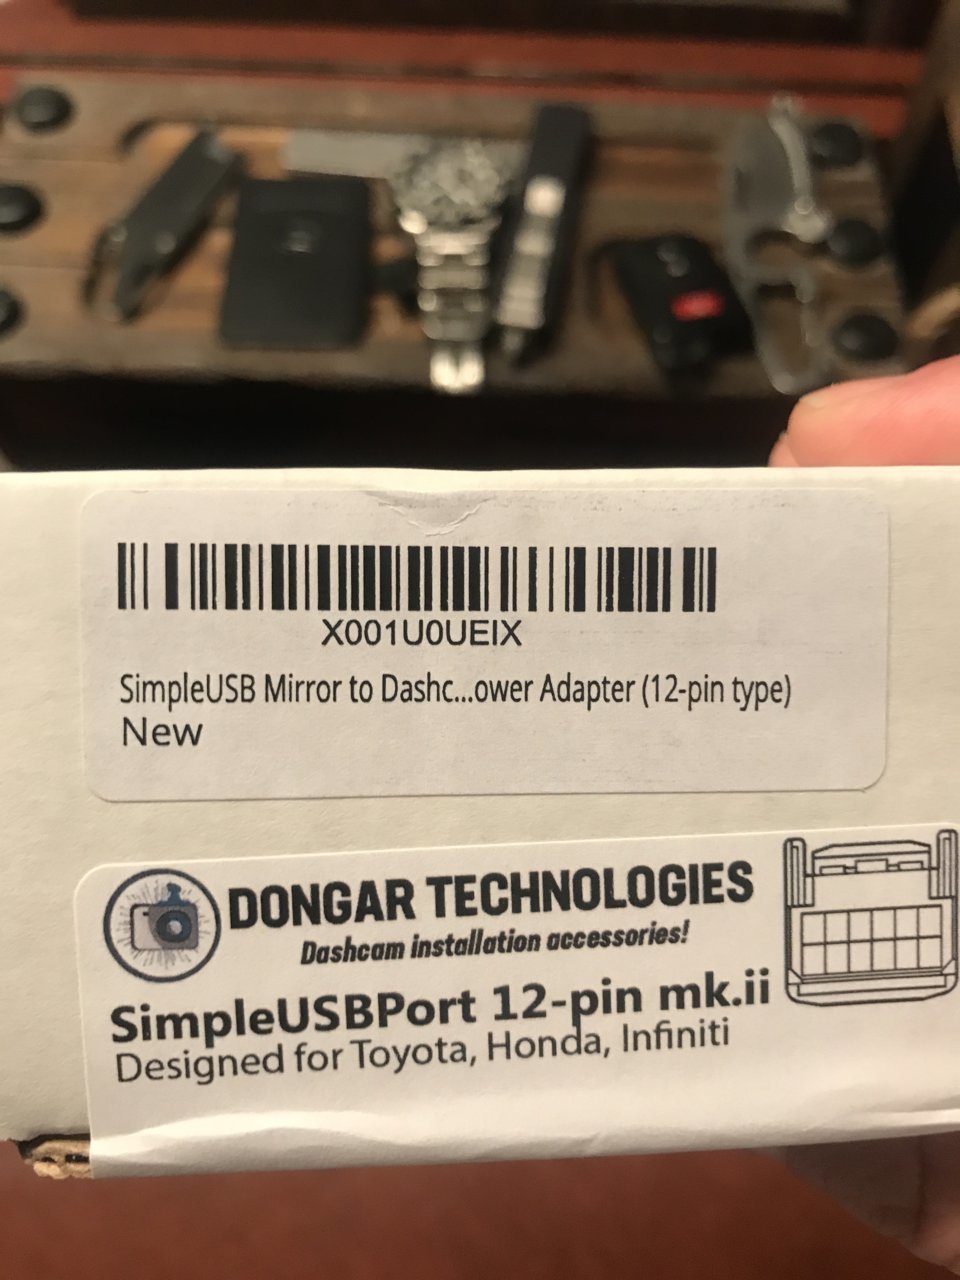 X001U0UEIX
SimpleUSB Mirror to Dashc...ower Adapter (12-pin type)
New
DONGAR TECHNOLOGIES
Dashcam installation accessories!
SimpleUSBPort 12-pin mk.ii
Designed for Toyota, Honda, Infiniti